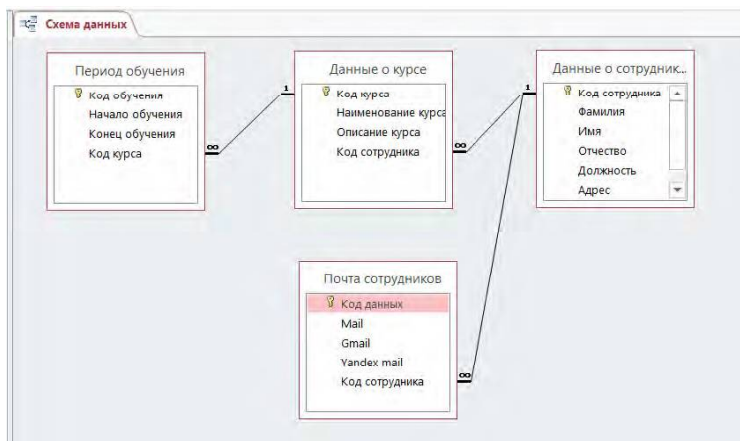 Схема данных
Период обучения
Код обучения
Начало обучения
Конец обучения
Код курса
Данные о курсе
Код курса
Наименование курса
Описание курса
Код сотрудника
Данные о сотрудник...
Код сотрудника
Фамилия
Имя
Отчество
Должность
Адрес
1
∞
1
∞
Почта сотрудников
Код данных
Mail
Gmail
Yandex mail
Код сотрудника
∞